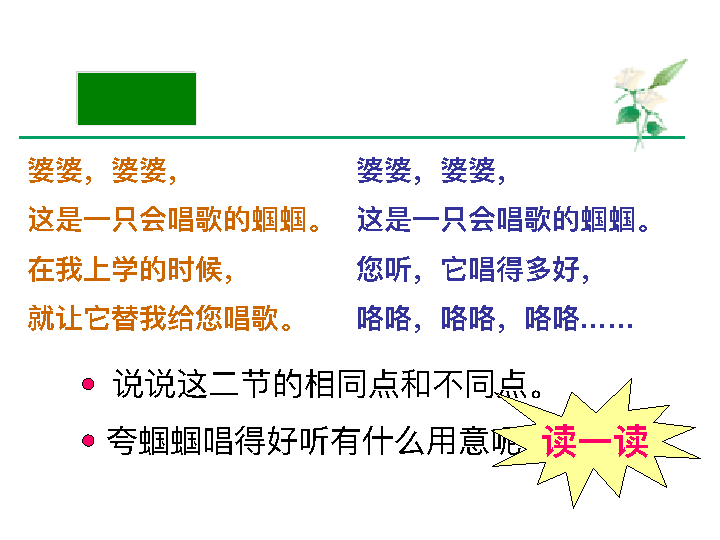 婆婆，婆婆，
这是一只会唱歌的蝈蝈。
在我上学的时候，
就让它替我给您唱歌。
婆婆，婆婆，
这是一只会唱歌的蝈蝈。
您听，它唱得多好，
咯咯，咯咯，咯咯……
说说这二节的相同点和不同点。
夸蝈蝈唱得好听有什么用意呢
读一读